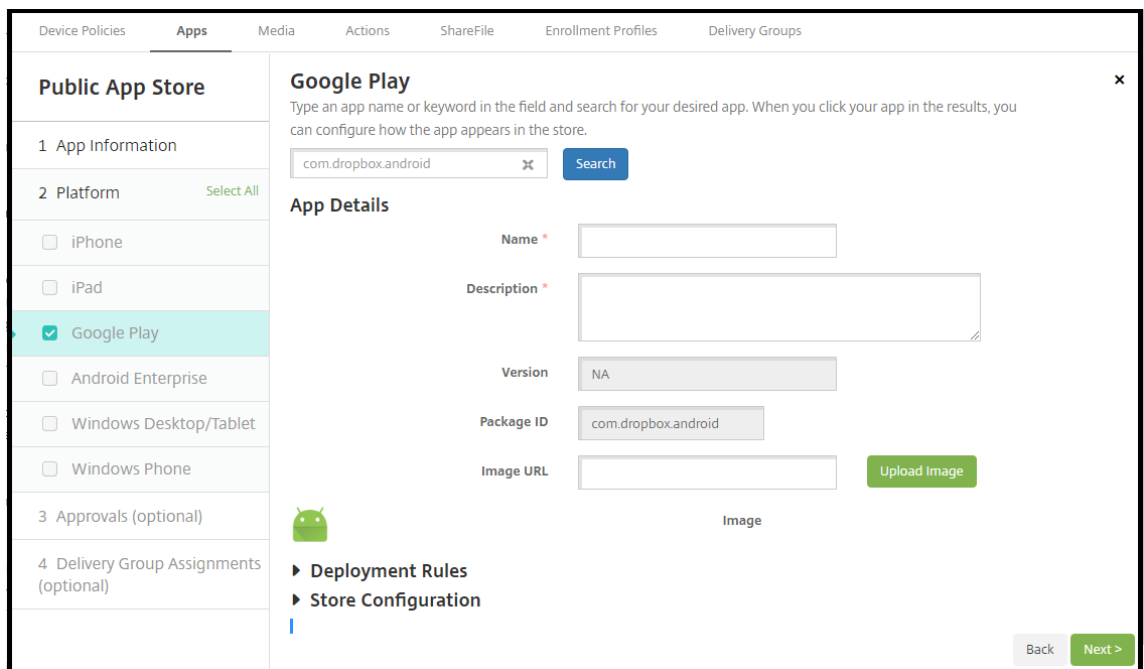 Device Policies Apps Media Actions ShareFile Enrollment Profiles Delivery Groups
Public App Store
1 App Information
2 Platform Select All
iPhone
iPad
Google Play
Android Enterprise
Windows Desktop/Tablet
Windows Phone
3 Approvals (optional)
4 Delivery Group Assignments
(optional)
Google Play
Type an app name or keyword in the field and search for your desired app. When you click your app in the results, you
can configure how the app appears in the store.
com.dropbox.android Search
App Details
Name *
Description *
Version NA
Package ID com.dropbox.android
Image URL Upload Image
Image
Deployment Rules
Store Configuration
Back Next >